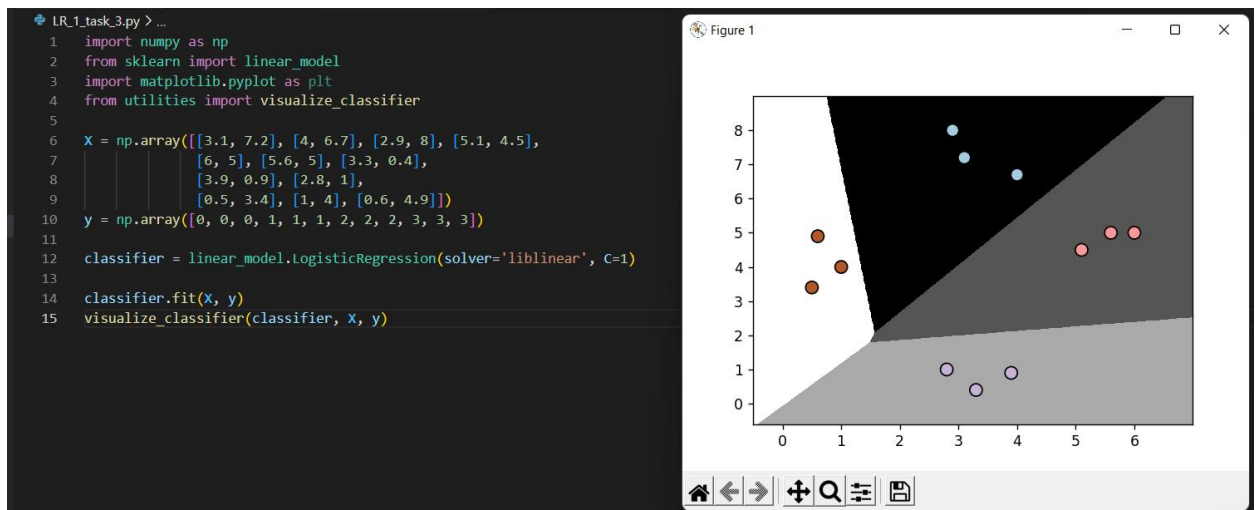 LR_1_task_3.py > ...
1 import numpy as np
2 from sklearn import linear_model
3 import matplotlib.pyplot as plt
4 from utilities import visualize_classifier
5
6 X = np.array([[3.1, 7.2], [4, 6.7], [2.9, 8], [5.1, 4.5],
7 [6, 5], [5.6, 5], [3.3, 0.4],
8 [3.9, 0.9], [2.8, 1],
9 [0.5, 3.4], [1, 4], [0.6, 4.9]])
10 y = np.array([0, 0, 0, 1, 1, 1, 2, 2, 2, 3, 3, 3])
11
12 classifier = linear_model.LogisticRegression(solver='liblinear', C=1)
13
14 classifier.fit(X, y)
15 visualize_classifier(classifier, X, y)
Figure 1
8
7
6
5
4
3
2
1
0
0 1 2 3 4 5 6